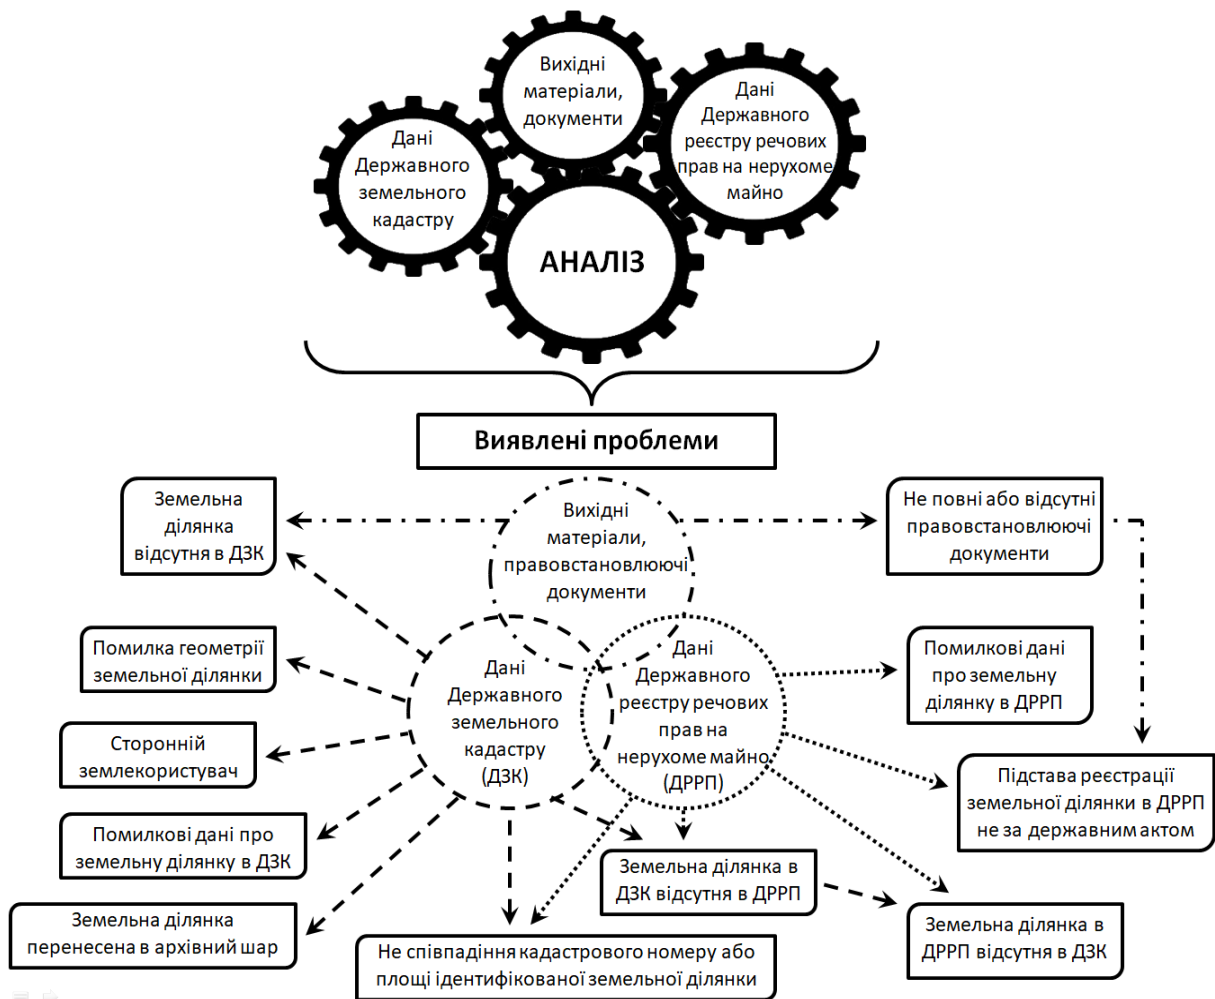 Вихідні
матеріали,
документи
Дані
Державного
реєстру речових
прав на нерухоме
майно
Дані
Державного
земельного
кадастру
АНАЛІЗ
Виявлені проблеми
Земельна
ділянка
відсутня в ДЗК
Вихідні
матеріали,
правовстановлюючі
документи
Не повні або відсутні
правовстановлюючі
документи
Помилка геометрії
земельної ділянки
Дані
Державного
земельного
кадастру
(ДЗК)
Дані
Державного
реєстру речових
прав на
нерухоме майно
(ДРРП)
Помилкові дані
про земельну
ділянку в ДРРП
Сторонній
землекористувач
Підстава реєстрації
земельної ділянки в ДРРП
не за державним актом
Помилкові дані про
земельну ділянку в ДЗК
Земельна ділянка в
ДЗК відсутня в ДРРП
Земельна ділянка
перенесена в архівний шар
Не співпадіння кадастрового номеру або
площі ідентифікованої земельної ділянки
Земельна ділянка в
ДРРП відсутня в ДЗК